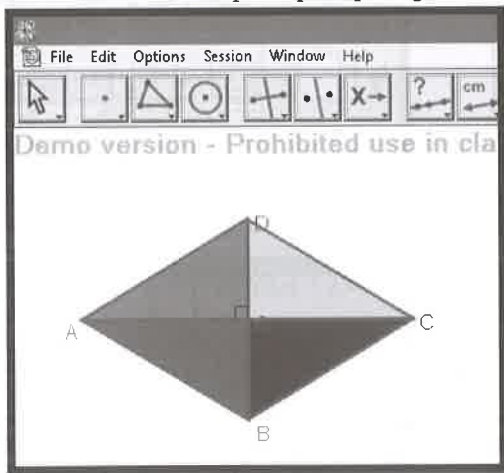 File Edit Options Session Window Help
X
? cm
Demo version - Prohibited use in cla
D
A C
B